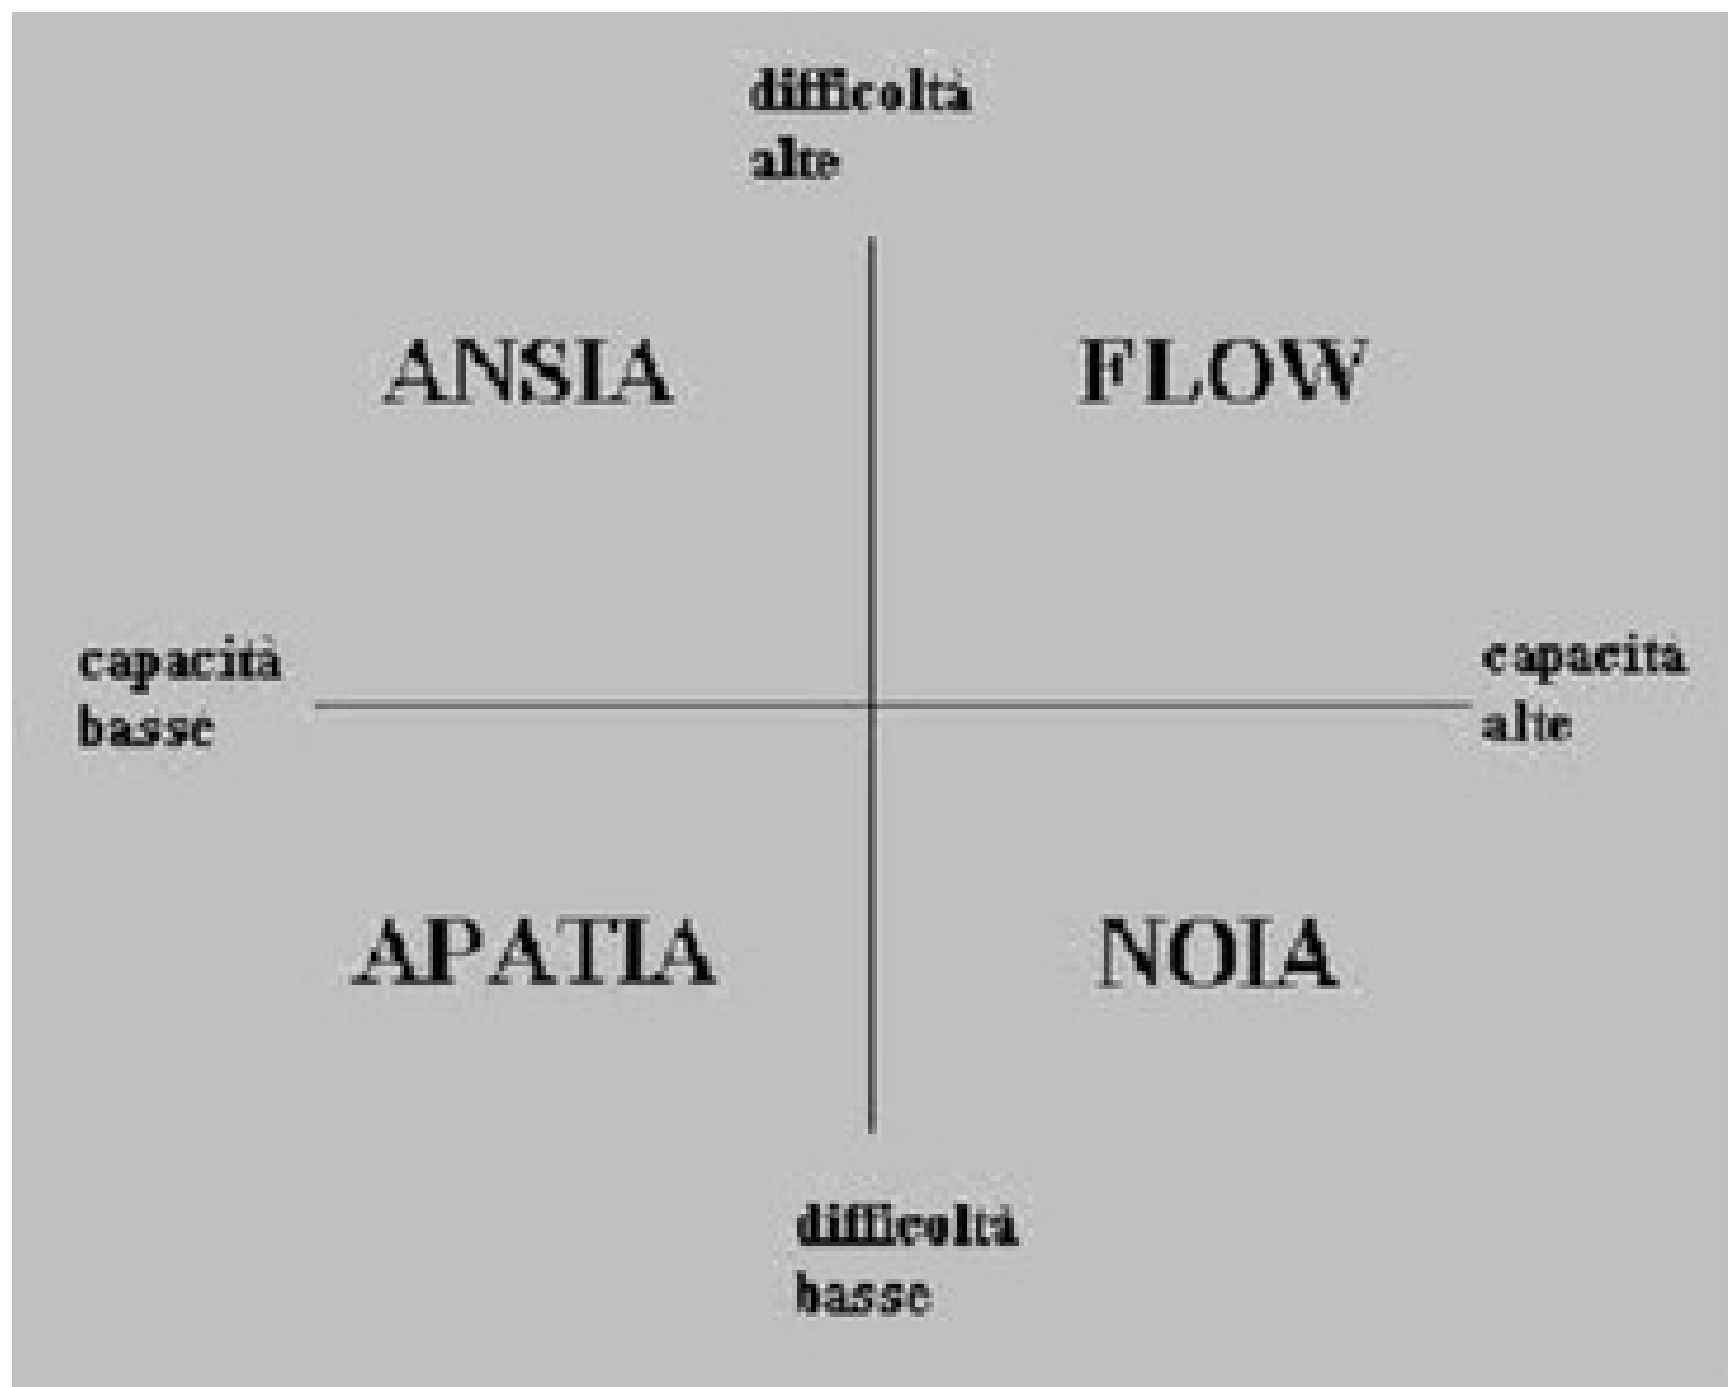 difficoltà
alte
ANSIA
FLOW
capacità
basse
capacità
alte
APATIA
NOIA
difficoltà
basse